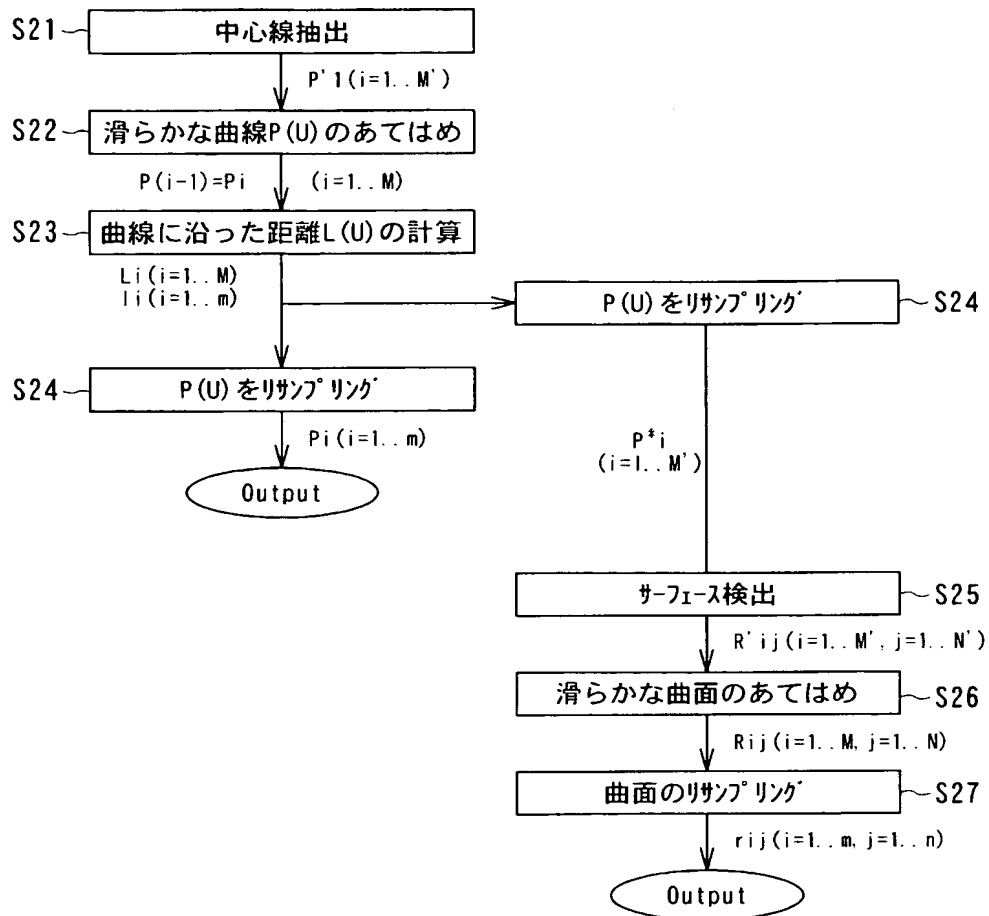 S21
中心線抽出
P'1(i=1..M')
S22
滑らかな曲線P(U)のあてはめ
P(i-1)=Pi (i=1..M)
S23
曲線に沿った距離L(U)の計算
Li(i=1..M)
li(i=1..m)
P(U)をﾘｻﾝﾌﾟﾘﾝｸﾞ
S24
S24
P(U)をﾘｻﾝﾌﾟﾘﾝｸﾞ
Pi(i=1..m)
Output
P*i
(i=1..M')
ｻｰﾌｪｰｽ検出
S25
R'ij(i=1..M',j=1..N')
滑らかな曲面のあてはめ
S26
Rij(i=1..M,j=1..N)
曲面のﾘｻﾝﾌﾟﾘﾝｸﾞ
S27
rij(i=1..m,j=1..n)
Output